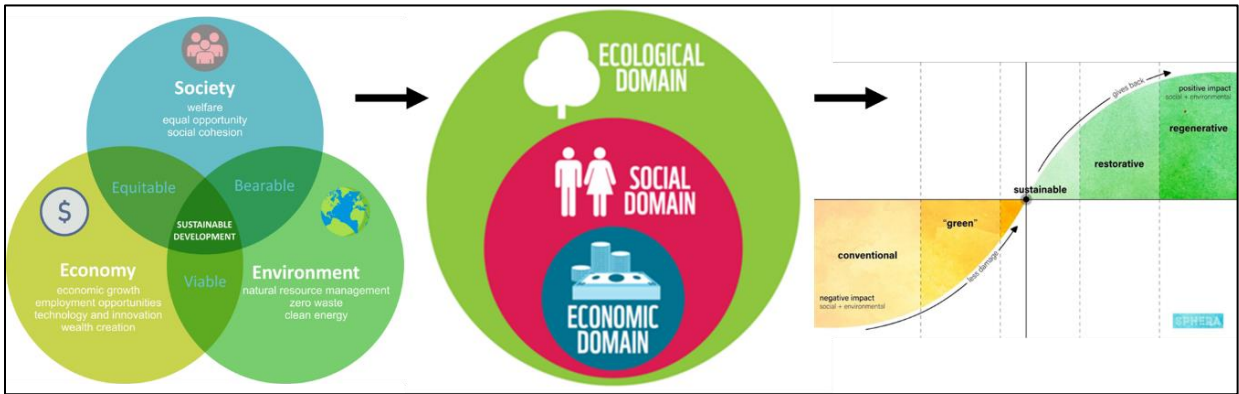 Society
welfare
equal opportunity
social cohesion
Equitable
Bearable
$
SUSTAINABLE
DEVELOPMENT
Economy
economic growth
employment opportunities
technology and innovation
wealth creation
Viable
Environment
natural resource management
zero waste
clean energy
ECOLOGICAL
DOMAIN
SOCIAL
DOMAIN
ECONOMIC
DOMAIN
gives back
positive impact
social + environmental
regenerative
restorative
sustainable
"green"
conventional
less damage
negative impact
social + environmental
SPHERA